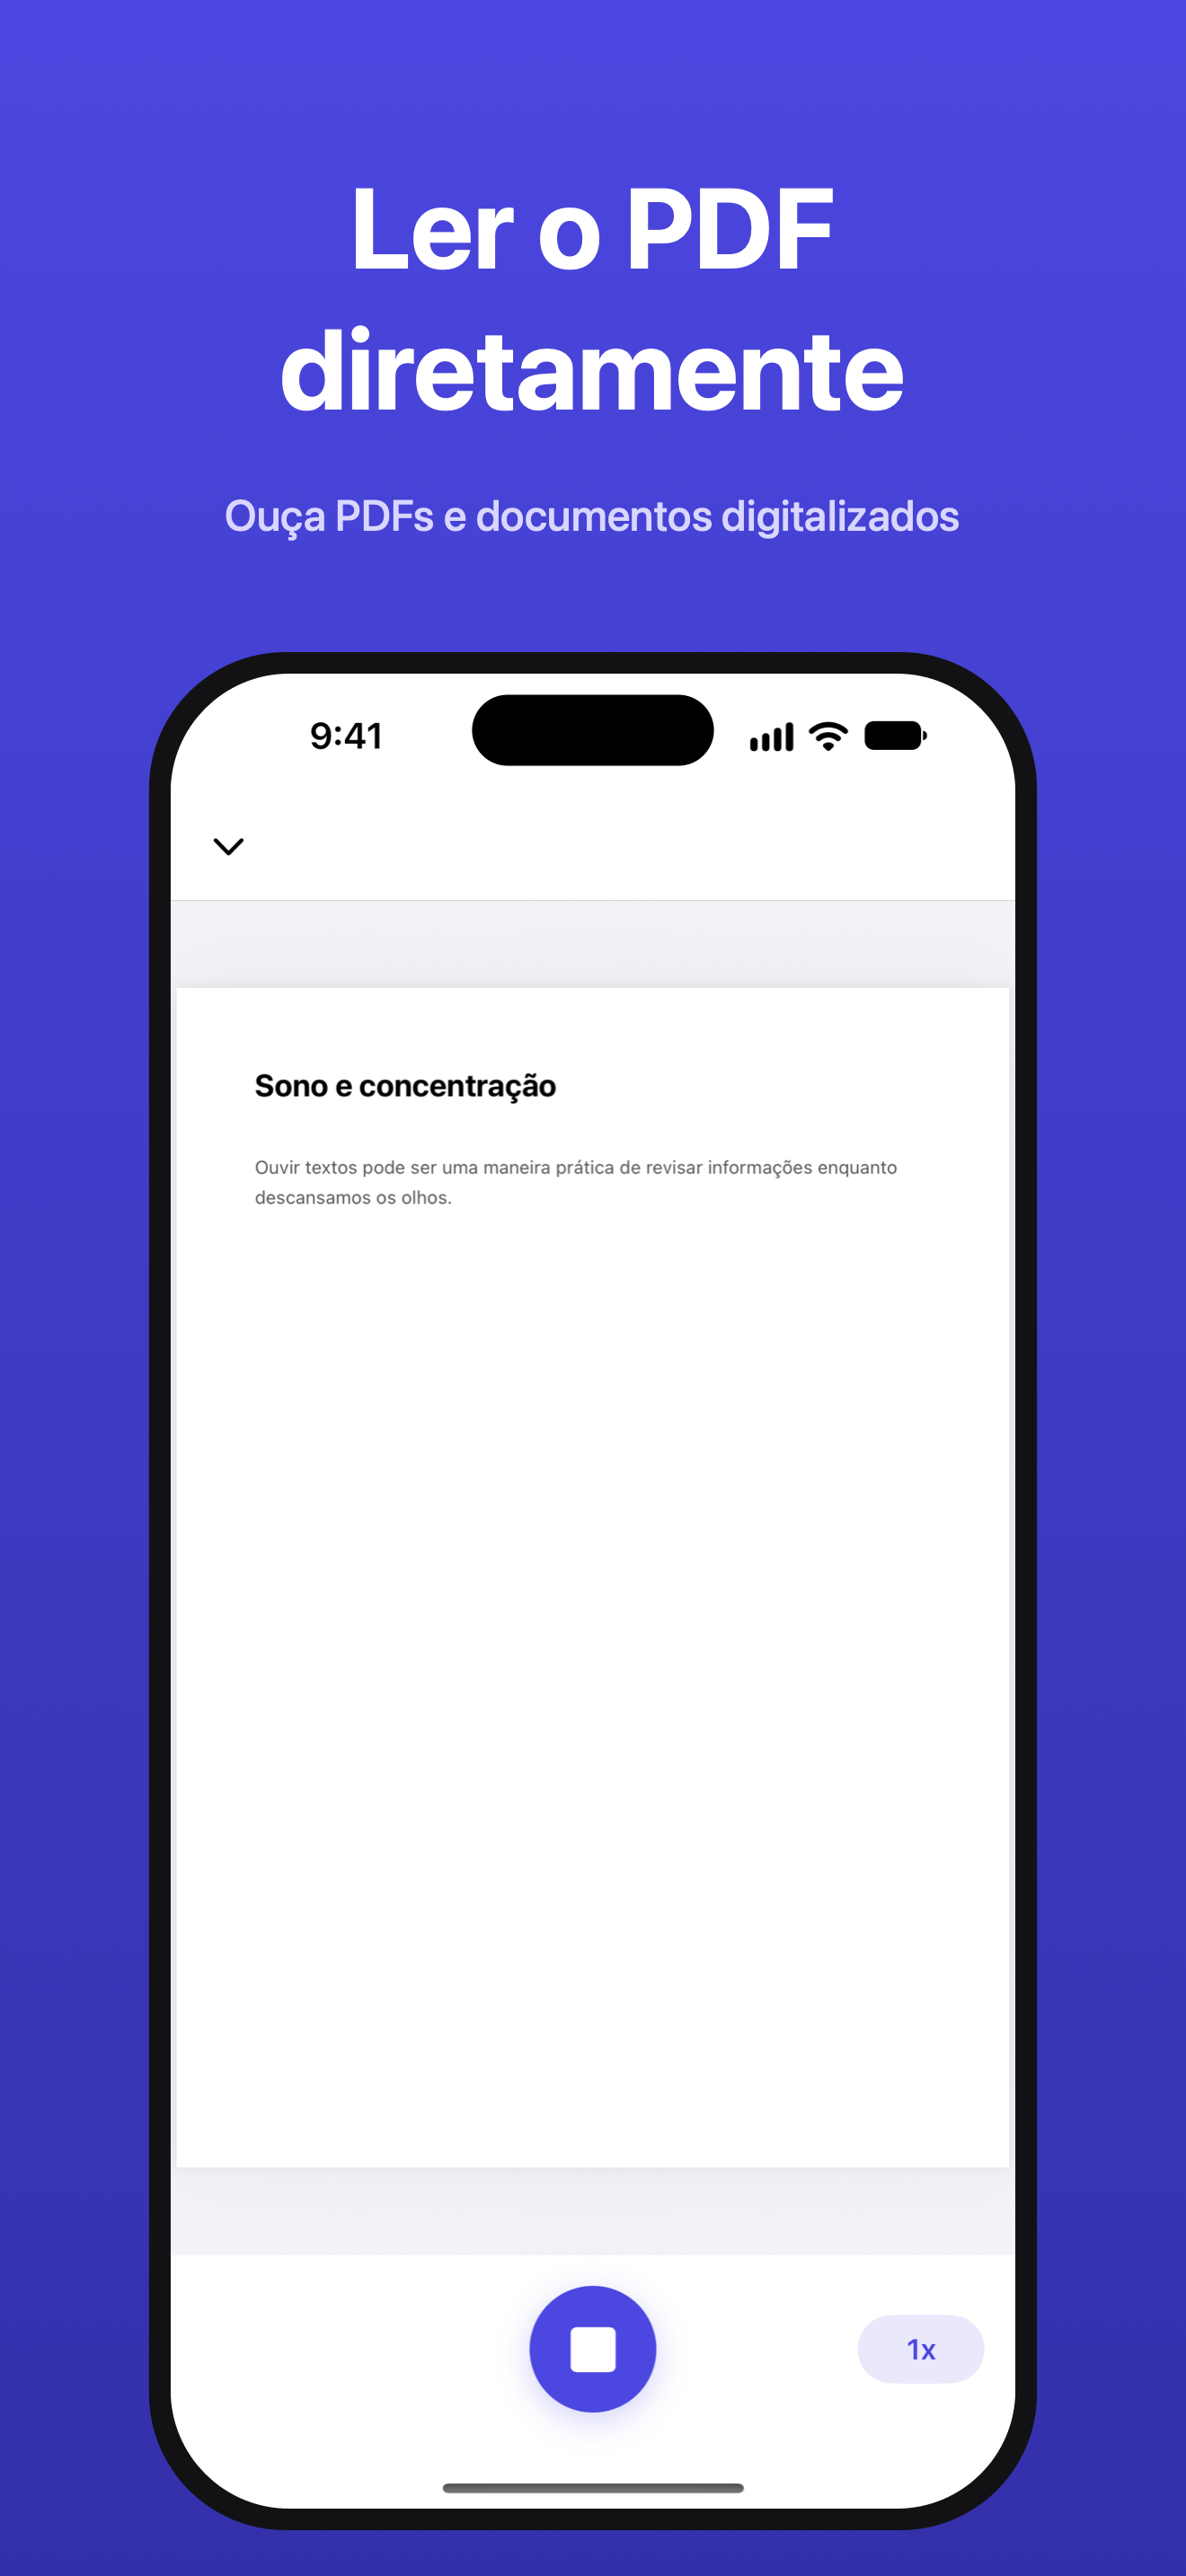 Ler o PDF
diretamente
Ouça PDFs e documentos digitalizados
9:41
Sono e concentração
Ouvir textos pode ser uma maneira prática de revisar informações enquanto
descansamos os olhos.
1x